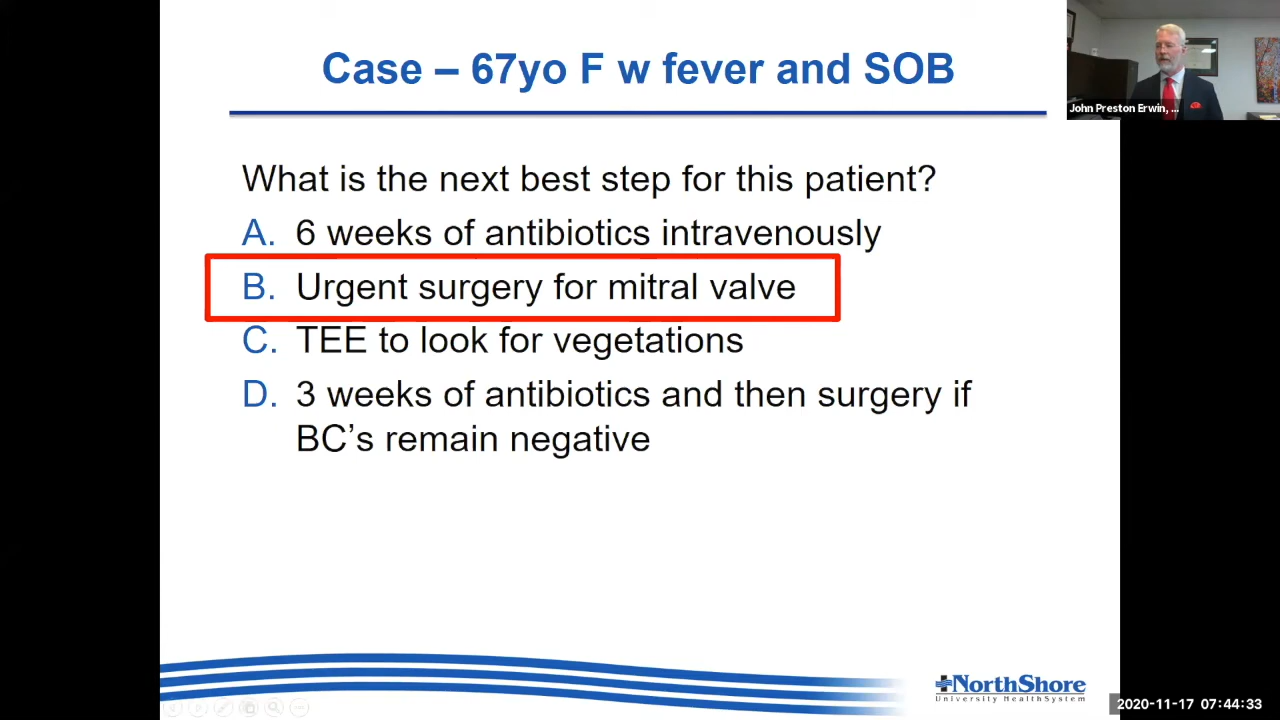 Case – 67yo F w fever and SOB
John Preston Erwin, ...
What is the next best step for this patient?
A. 6 weeks of antibiotics intravenously
B. Urgent surgery for mitral valve
C. TEE to look for vegetations
D. 3 weeks of antibiotics and then surgery if
BC’s remain negative
NorthShore
University HealthSystem
2020-11-17 07:44:33